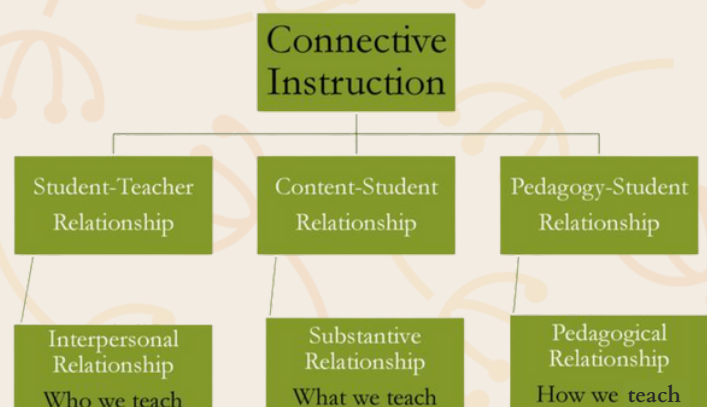 Connective
Instruction
Student-Teacher
Relationship
Content-Student
Relationship
Pedagogy-Student
Relationship
Interpersonal
Relationship
Who we teach
Substantive
Relationship
What we teach
Pedagogical
Relationship
How we teach